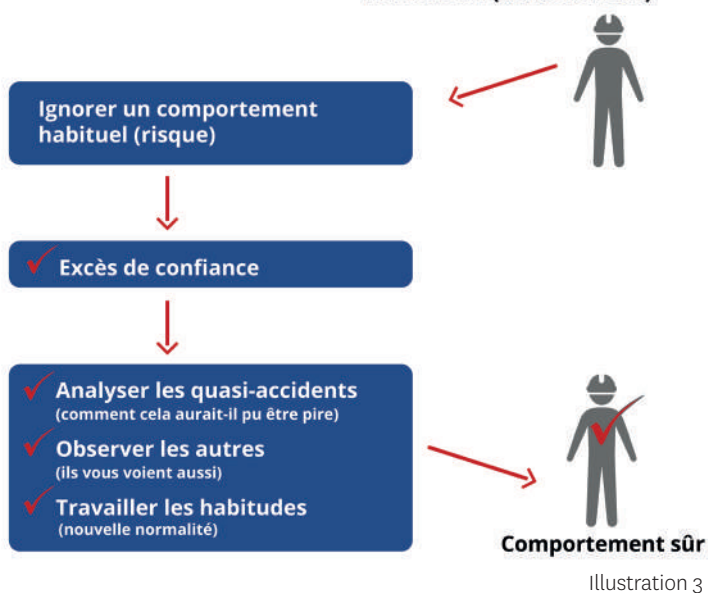 Ignorer un comportement
habituel (risque)
Excès de confiance
Analyser les quasi-accidents
(comment cela aurait-il pu être pire)
Observer les autres
(ils vous voient aussi)
Travailler les habitudes
(nouvelle normalité)
Comportement sûr
Illustration 3